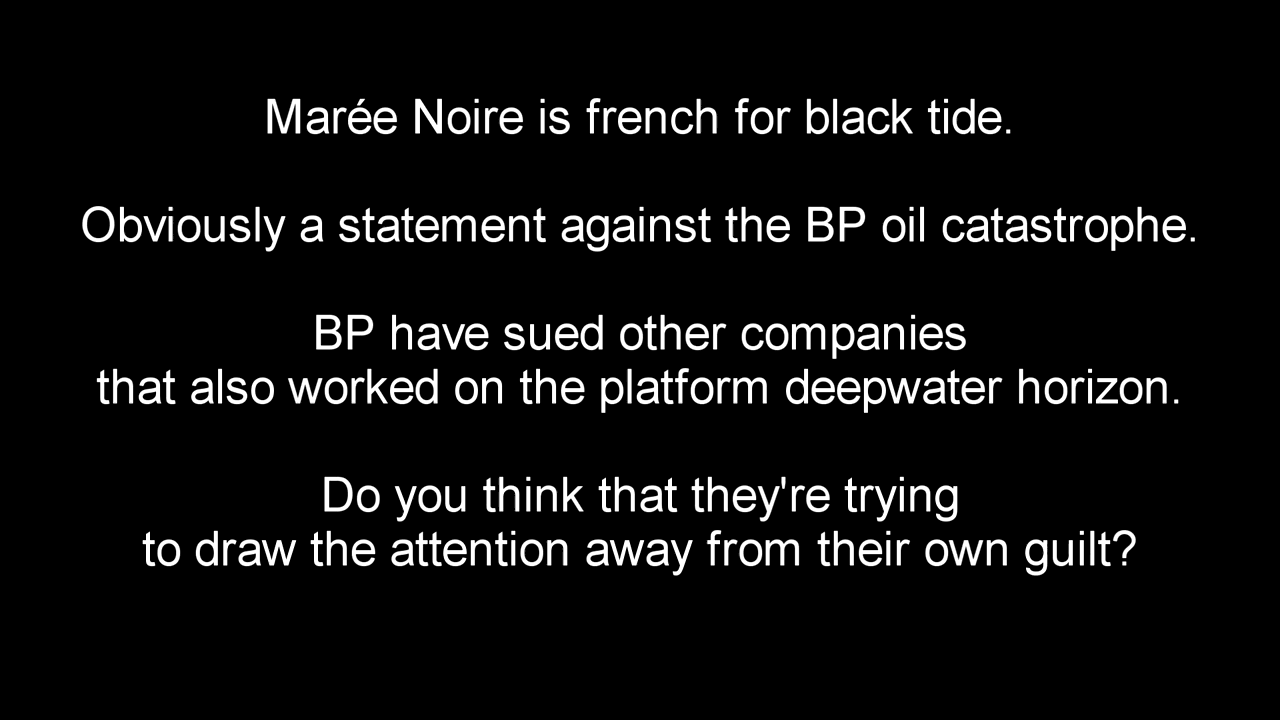 Marée Noire is french for black tide.
Obviously a statement against the BP oil catastrophe.
BP have sued other companies
that also worked on the platform deepwater horizon.
Do you think that they're trying
to draw the attention away from their own guilt?